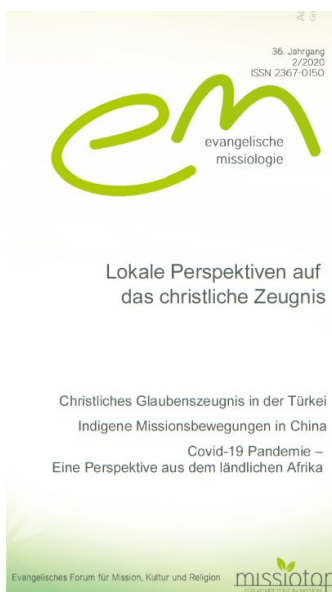 36. Jahrgang
2/2020
ISSN 2367-0150
em
evangelische
missiologie
Lokale Perspektiven auf
das christliche Zeugnis
Christliches Glaubenszeugnis in der Türkei
Indigene Missionsbewegungen in China
Covid-19 Pandemie –
Eine Perspektive aus dem ländlichen Afrika
Evangelisches Forum für Mission, Kultur und Religion
missiotop